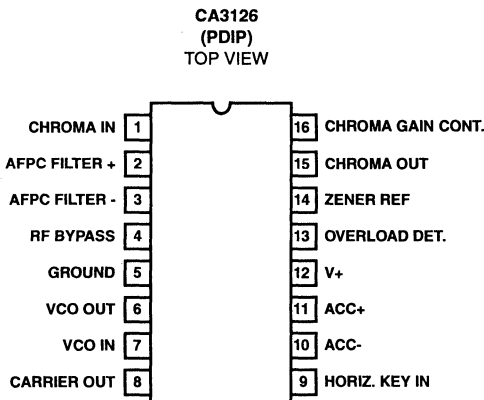 CA3126
(PDIP)
TOP VIEW
CHROMA IN 1 16 CHROMA GAIN CONT.
AFPC FILTER + 2 15 CHROMA OUT
AFPC FILTER - 3 14 ZENER REF
RF BYPASS 4 13 OVERLOAD DET.
GROUND 5 12 V+
VCO OUT 6 11 ACC+
VCO IN 7 10 ACC-
CARRIER OUT 8 9 HORIZ. KEY IN